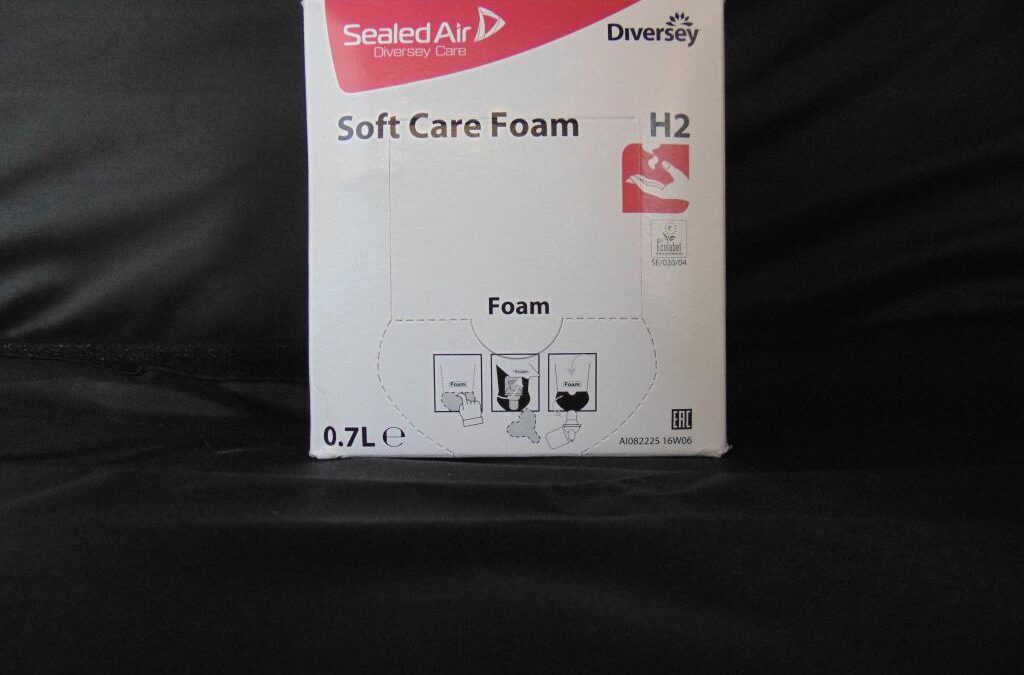 Sealed Air
Diversey Care
Diversey
Soft Care Foam
H2
Ecolabel
SE/030/04
Foam
Foam
Foam
Foam
0.7L e
EAC
AI082225 16W06